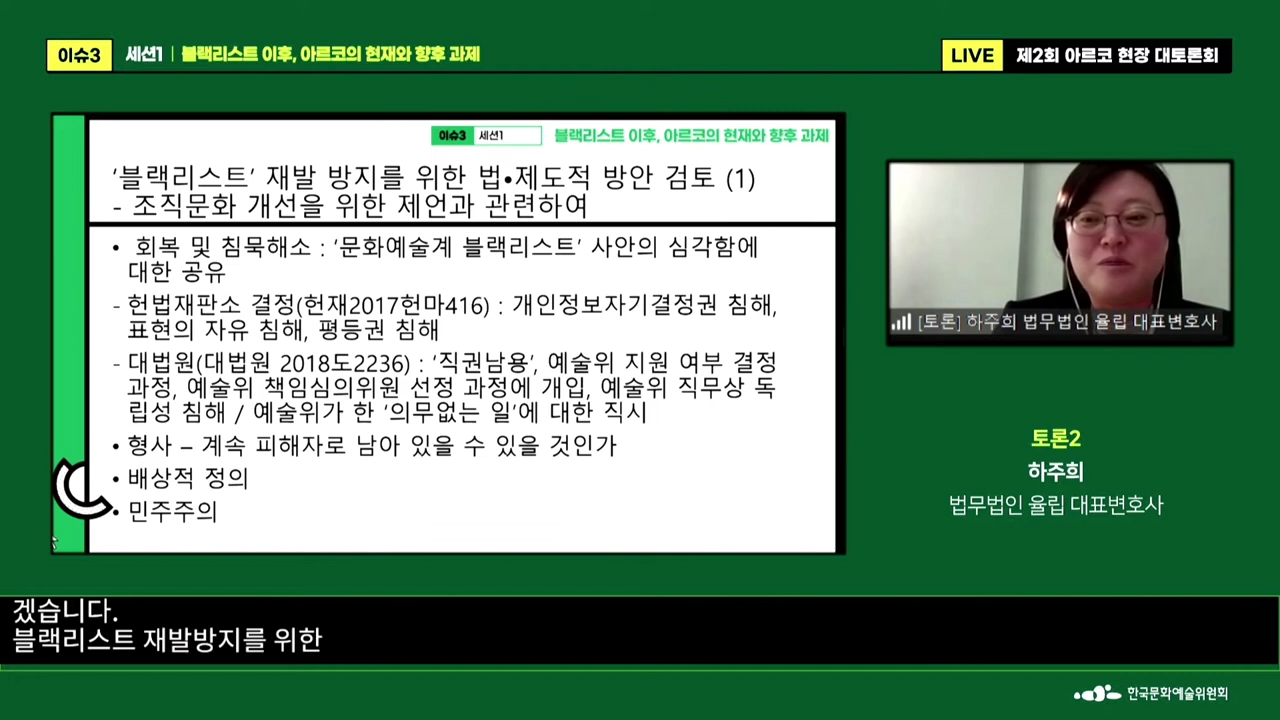 이슈3 세션1 | 블랙리스트 이후, 아르코의 현재와 향후 과제
LIVE 제2회 아르코 현장 대토론회
이슈3 세션1 블랙리스트 이후, 아르코의 현재와 향후 과제
‘블랙리스트’ 재발 방지를 위한 법•제도적 방안 검토 (1)
- 조직문화 개선을 위한 제언과 관련하여
• 회복 및 침묵해소 : ‘문화예술계 블랙리스트’ 사안의 심각함에
대한 공유
- 헌법재판소 결정(헌재2017헌마416) : 개인정보자기결정권 침해,
표현의 자유 침해, 평등권 침해
- 대법원(대법원 2018도2236) : ‘직권남용’, 예술위 지원 여부 결정
과정, 예술위 책임심의위원 선정 과정에 개입, 예술위 직무상 독
립성 침해 / 예술위가 한 ‘의무없는 일’에 대한 직시
• 형사 – 계속 피해자로 남아 있을 수 있을 것인가
• 배상적 정의
• 민주주의
[토론] 하주희 법무법인 율립 대표변호사
토론2
하주희
법무법인 율립 대표변호사
겠습니다.
블랙리스트 재발방지를 위한
한국문화예술위원회